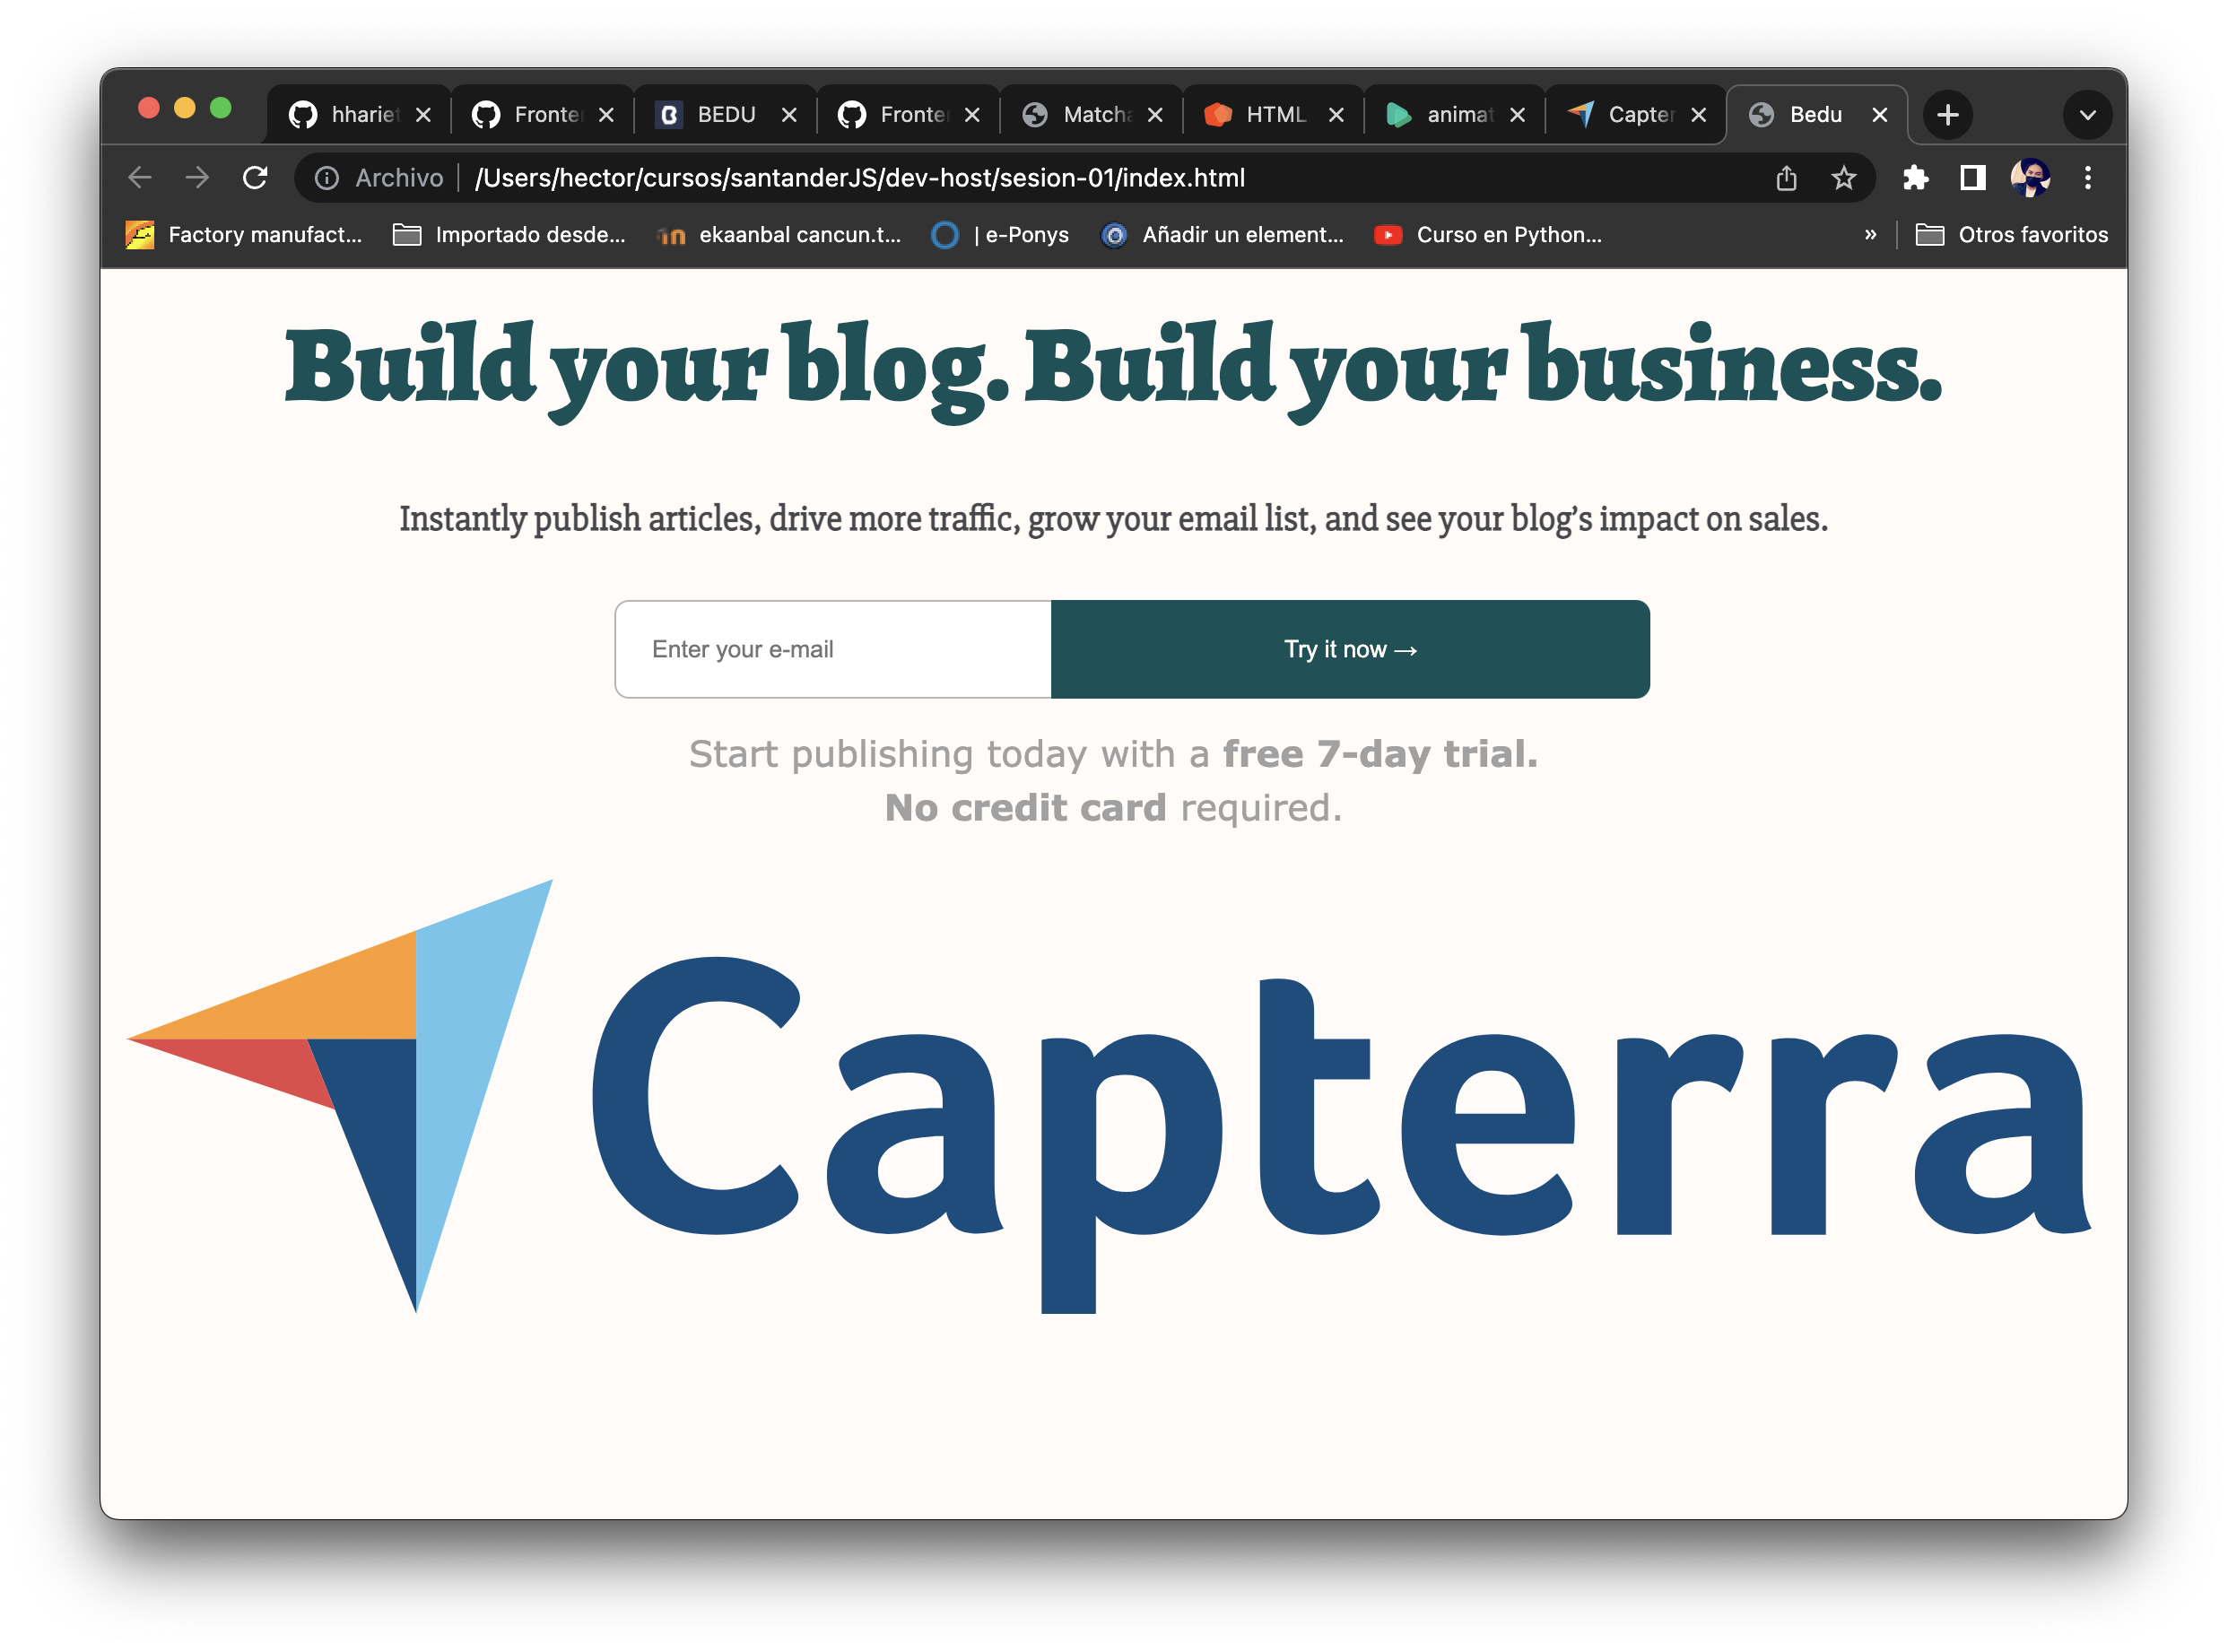 hhariet Fronte BEDU Fronte Matcha HTML animat Capter Bedu
Archivo /Users/hector/cursos/santanderJS/dev-host/sesion-01/index.html
Factory manufact... Importado desde... ekaanbal cancun.t... | e-Ponys Añadir un element... Curso en Python... » Otros favoritos
Build your blog. Build your business.
Instantly publish articles, drive more traffic, grow your email list, and see your blog’s impact on sales.
Enter your e-mail Try it now →
Start publishing today with a free 7-day trial.
No credit card required.
Capterra